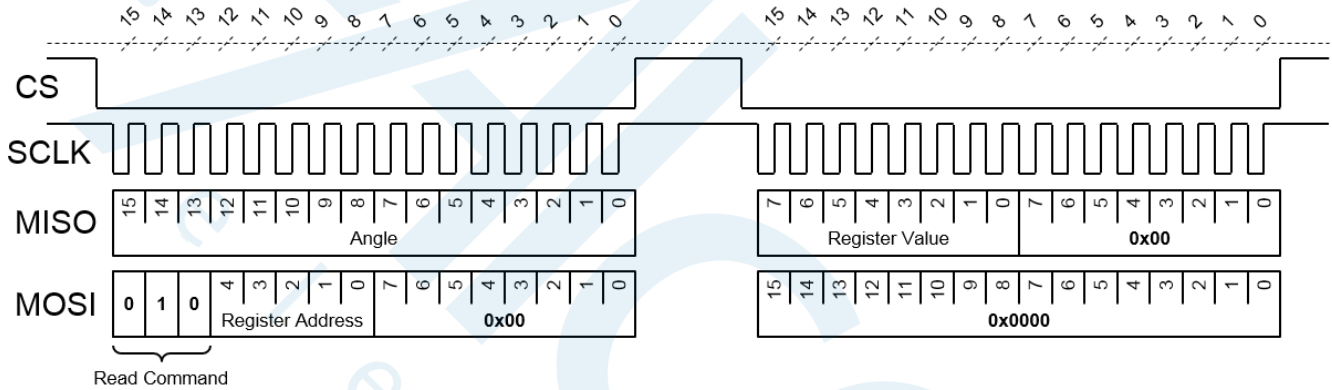 15 14 13 12 11 10 9 8 7 6 5 4 3 2 1 0 15 14 13 12 11 10 9 8 7 6 5 4 3 2 1 0
CS
SCLK
MISO 15 14 13 12 11 10 9 8 7 6 5 4 3 2 1 0 7 6 5 4 3 2 1 0 7 6 5 4 3 2 1 0
Angle Register Value 0x00
MOSI 0 1 0 4 3 2 1 0 7 6 5 4 3 2 1 0 15 14 13 12 11 10 9 8 7 6 5 4 3 2 1 0
Register Address 0x00 0x0000
Read Command